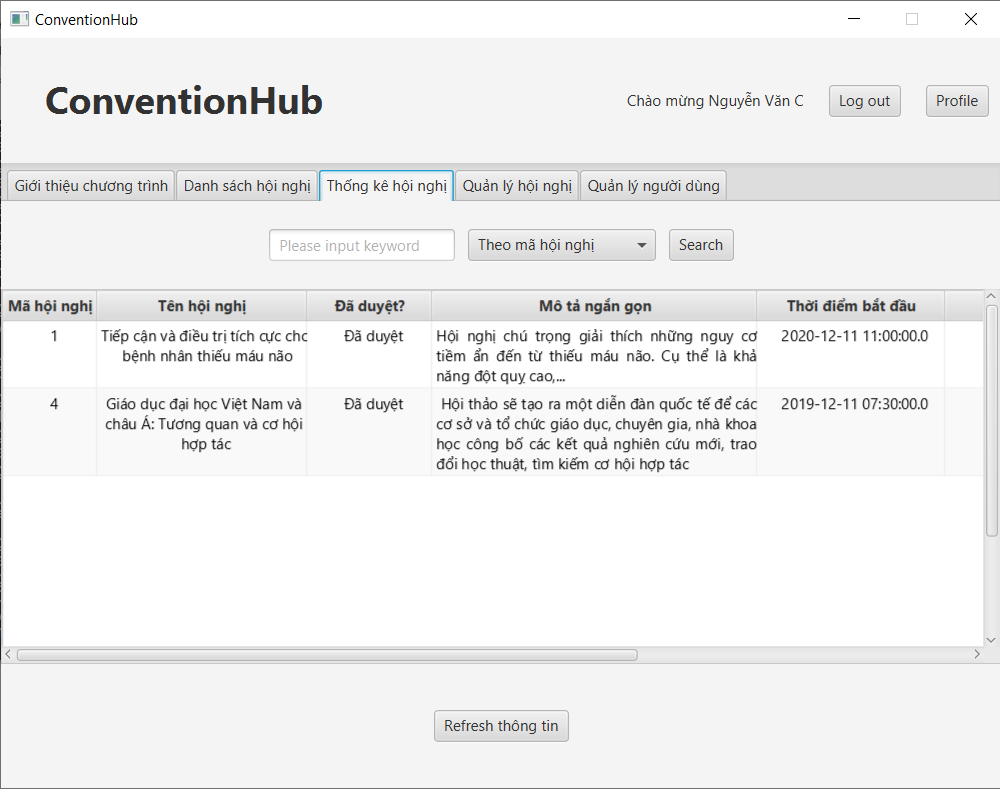 ConventionHub
ConventionHub
Chào mừng Nguyễn Văn C
Log out
Profile
Giới thiệu chương trình
Danh sách hội nghị
Thống kê hội nghị
Quản lý hội nghị
Quản lý người dùng
Please input keyword
Theo mã hội nghị
Search
Mã hội nghị
Tên hội nghị
Đã duyệt?
Mô tả ngắn gọn
Thời điểm bắt đầu
1
Tiếp cận và điều trị tích cực cho
bệnh nhân thiếu máu não
Đã duyệt
Hội nghị chú trọng giải thích những nguy cơ
tiềm ẩn đến từ thiếu máu não. Cụ thể là khả
năng đột quỵ cao,...
2020-12-11 11:00:00.0
4
Giáo dục đại học Việt Nam và
châu Á: Tương quan và cơ hội
hợp tác
Đã duyệt
Hội thảo sẽ tạo ra một diễn đàn quốc tế để các
cơ sở và tổ chức giáo dục, chuyên gia, nhà khoa
học công bố các kết quả nghiên cứu mới, trao
đổi học thuật, tìm kiếm cơ hội hợp tác
2019-12-11 07:30:00.0
Refresh thông tin